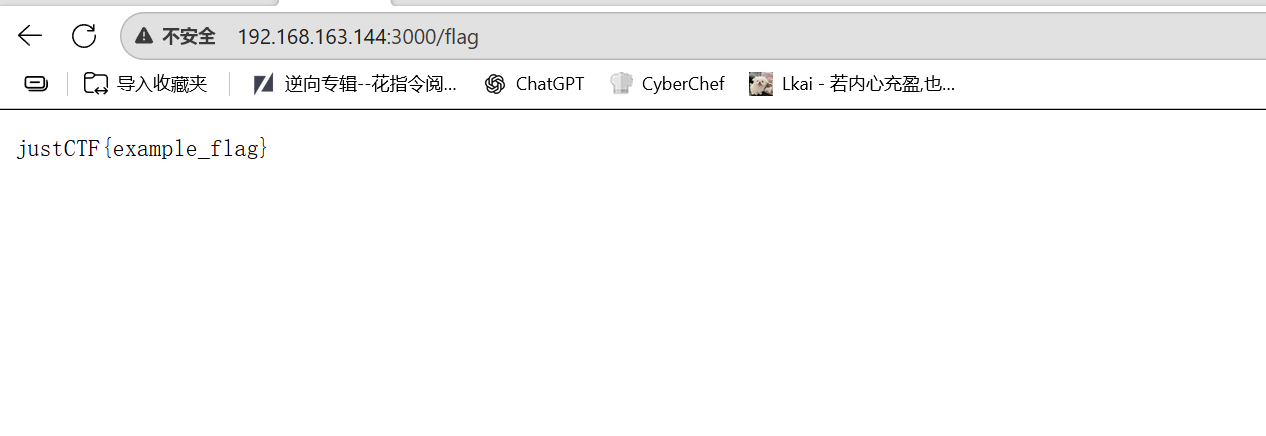 不安全 192.168.163.144:3000/flag
导入收藏夹 逆向专辑--花指令阅... ChatGPT CyberChef Lkai - 若内心充盈,也...
justCTF{example_flag}